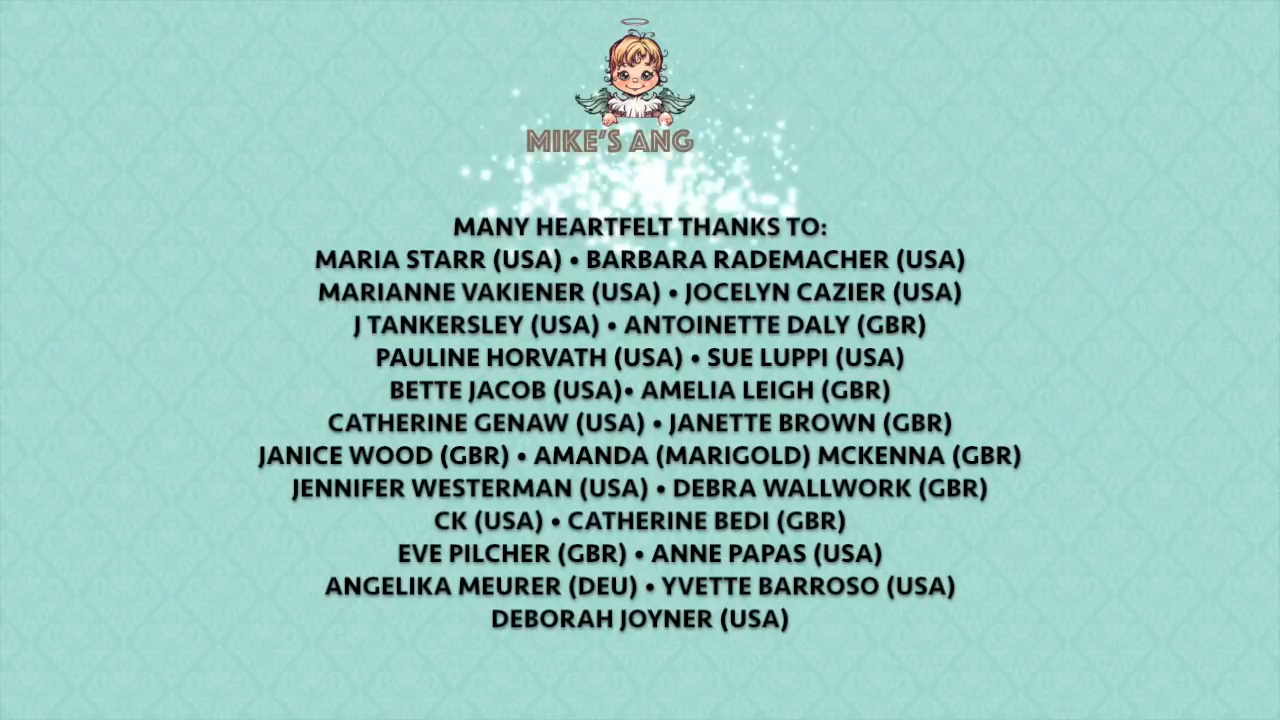 MIKE'S ANG
MANY HEARTFELT THANKS TO:
MARIA STARR (USA) • BARBARA RADEMACHER (USA)
MARIANNE VAKIENER (USA) • JOCELYN CAZIER (USA)
J TANKERSLEY (USA) • ANTOINETTE DALY (GBR)
PAULINE HORVATH (USA) • SUE LUPPI (USA)
BETTE JACOB (USA)• AMELIA LEIGH (GBR)
CATHERINE GENAW (USA) • JANETTE BROWN (GBR)
JANICE WOOD (GBR) • AMANDA (MARIGOLD) MCKENNA (GBR)
JENNIFER WESTERMAN (USA) • DEBRA WALLWORK (GBR)
CK (USA) • CATHERINE BEDI (GBR)
EVE PILCHER (GBR) • ANNE PAPAS (USA)
ANGELIKA MEURER (DEU) • YVETTE BARROSO (USA)
DEBORAH JOYNER (USA)